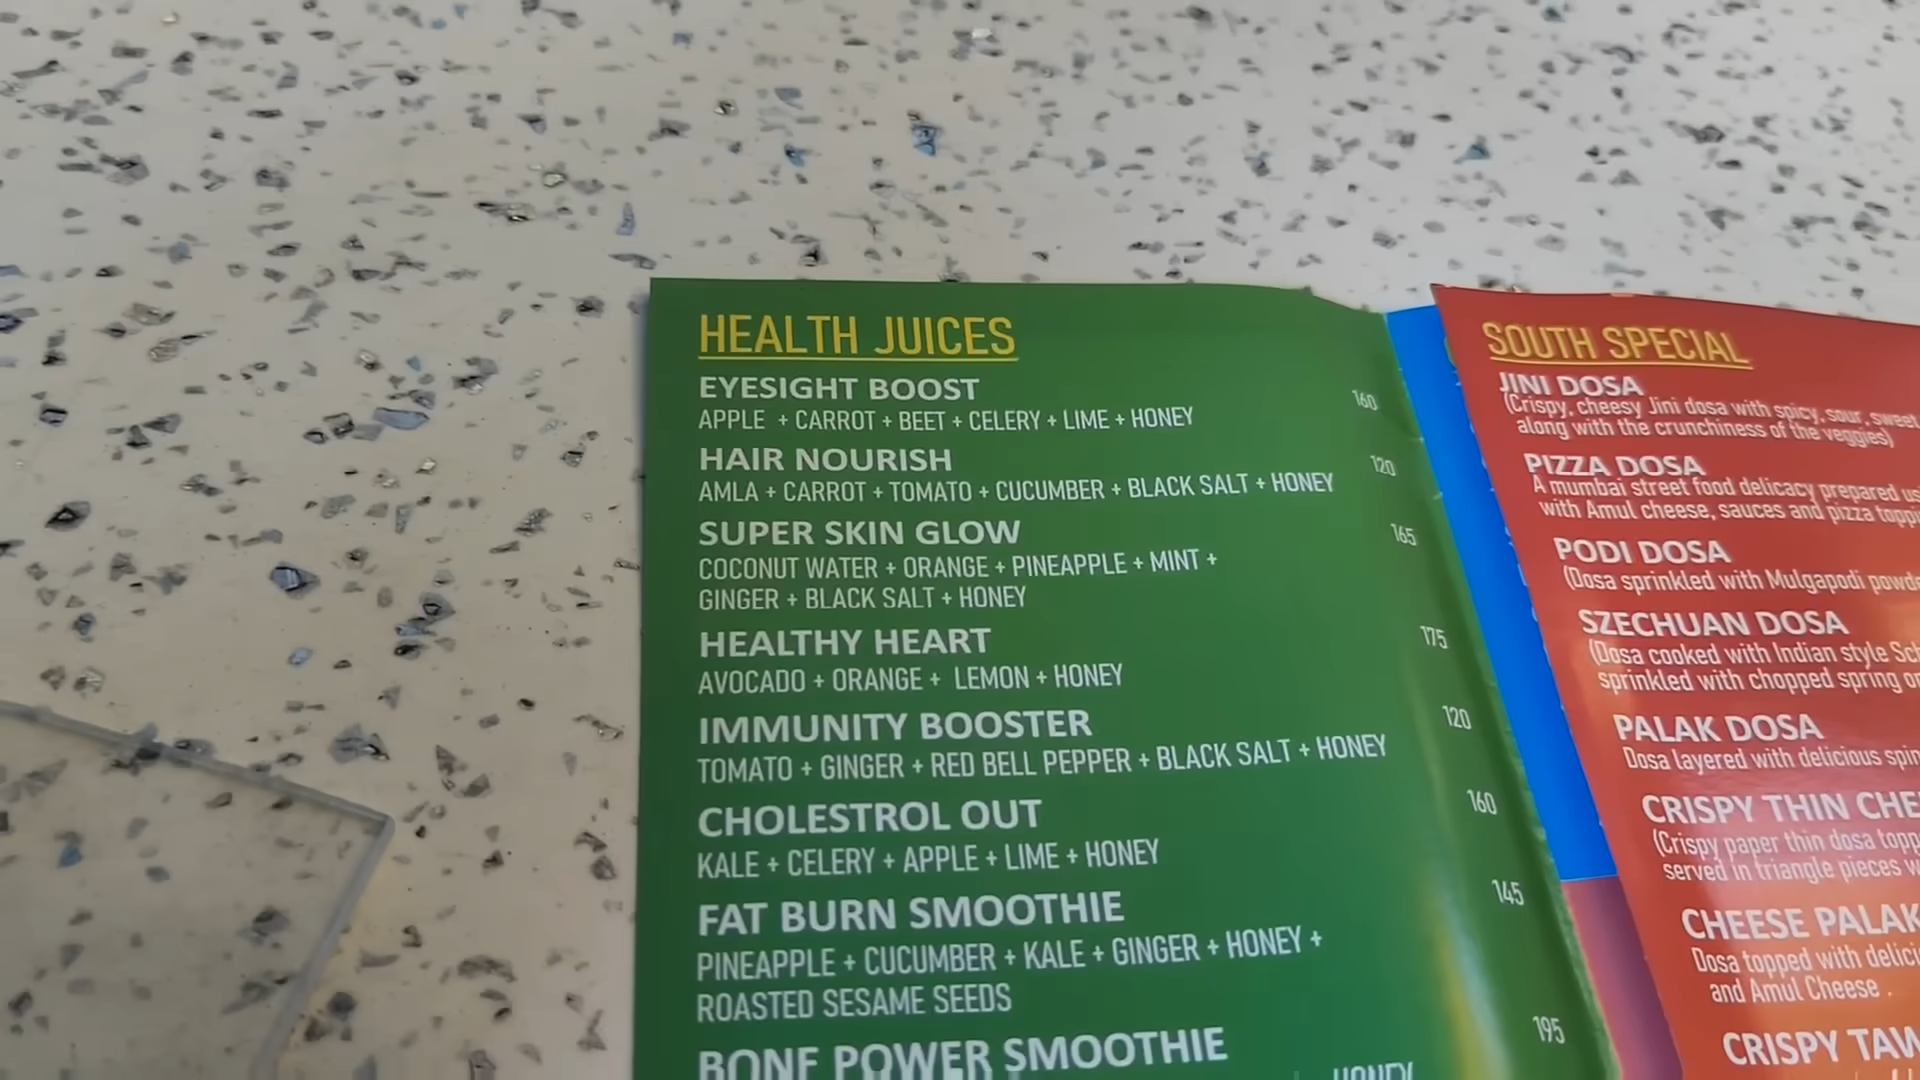 HEALTH JUICES
EYESIGHT BOOST 160
APPLE + CARROT + BEET + CELERY + LIME + HONEY
HAIR NOURISH 120
AMLA + CARROT + TOMATO + CUCUMBER + BLACK SALT + HONEY
SUPER SKIN GLOW 165
COCONUT WATER + ORANGE + PINEAPPLE + MINT +
GINGER + BLACK SALT + HONEY
HEALTHY HEART 175
AVOCADO + ORANGE + LEMON + HONEY
IMMUNITY BOOSTER 120
TOMATO + GINGER + RED BELL PEPPER + BLACK SALT + HONEY
CHOLESTROL OUT 160
KALE + CELERY + APPLE + LIME + HONEY
FAT BURN SMOOTHIE 145
PINEAPPLE + CUCUMBER + KALE + GINGER + HONEY +
ROASTED SESAME SEEDS
BONE POWER SMOOTHIE 195
HONEY
SOUTH SPECIAL
JINI DOSA
(Crispy, cheesy Jini dosa with spicy, sour, sweet
along with the crunchiness of the veggies)
PIZZA DOSA
A mumbai street food delicacy prepared
with Amul cheese, sauces and pizza
PODI DOSA
(Dosa sprinkled with Mulgapodi
SZECHUAN DOSA
(Dosa cooked with Indian style
sprinkled with chopped spring
PALAK DOSA
Dosa layered with delicious
CRISPY THIN
(Crispy paper thin dosa
served in triangle pieces
CHEESE PALAK
Dosa topped with
and Amul Cheese .
CRISPY